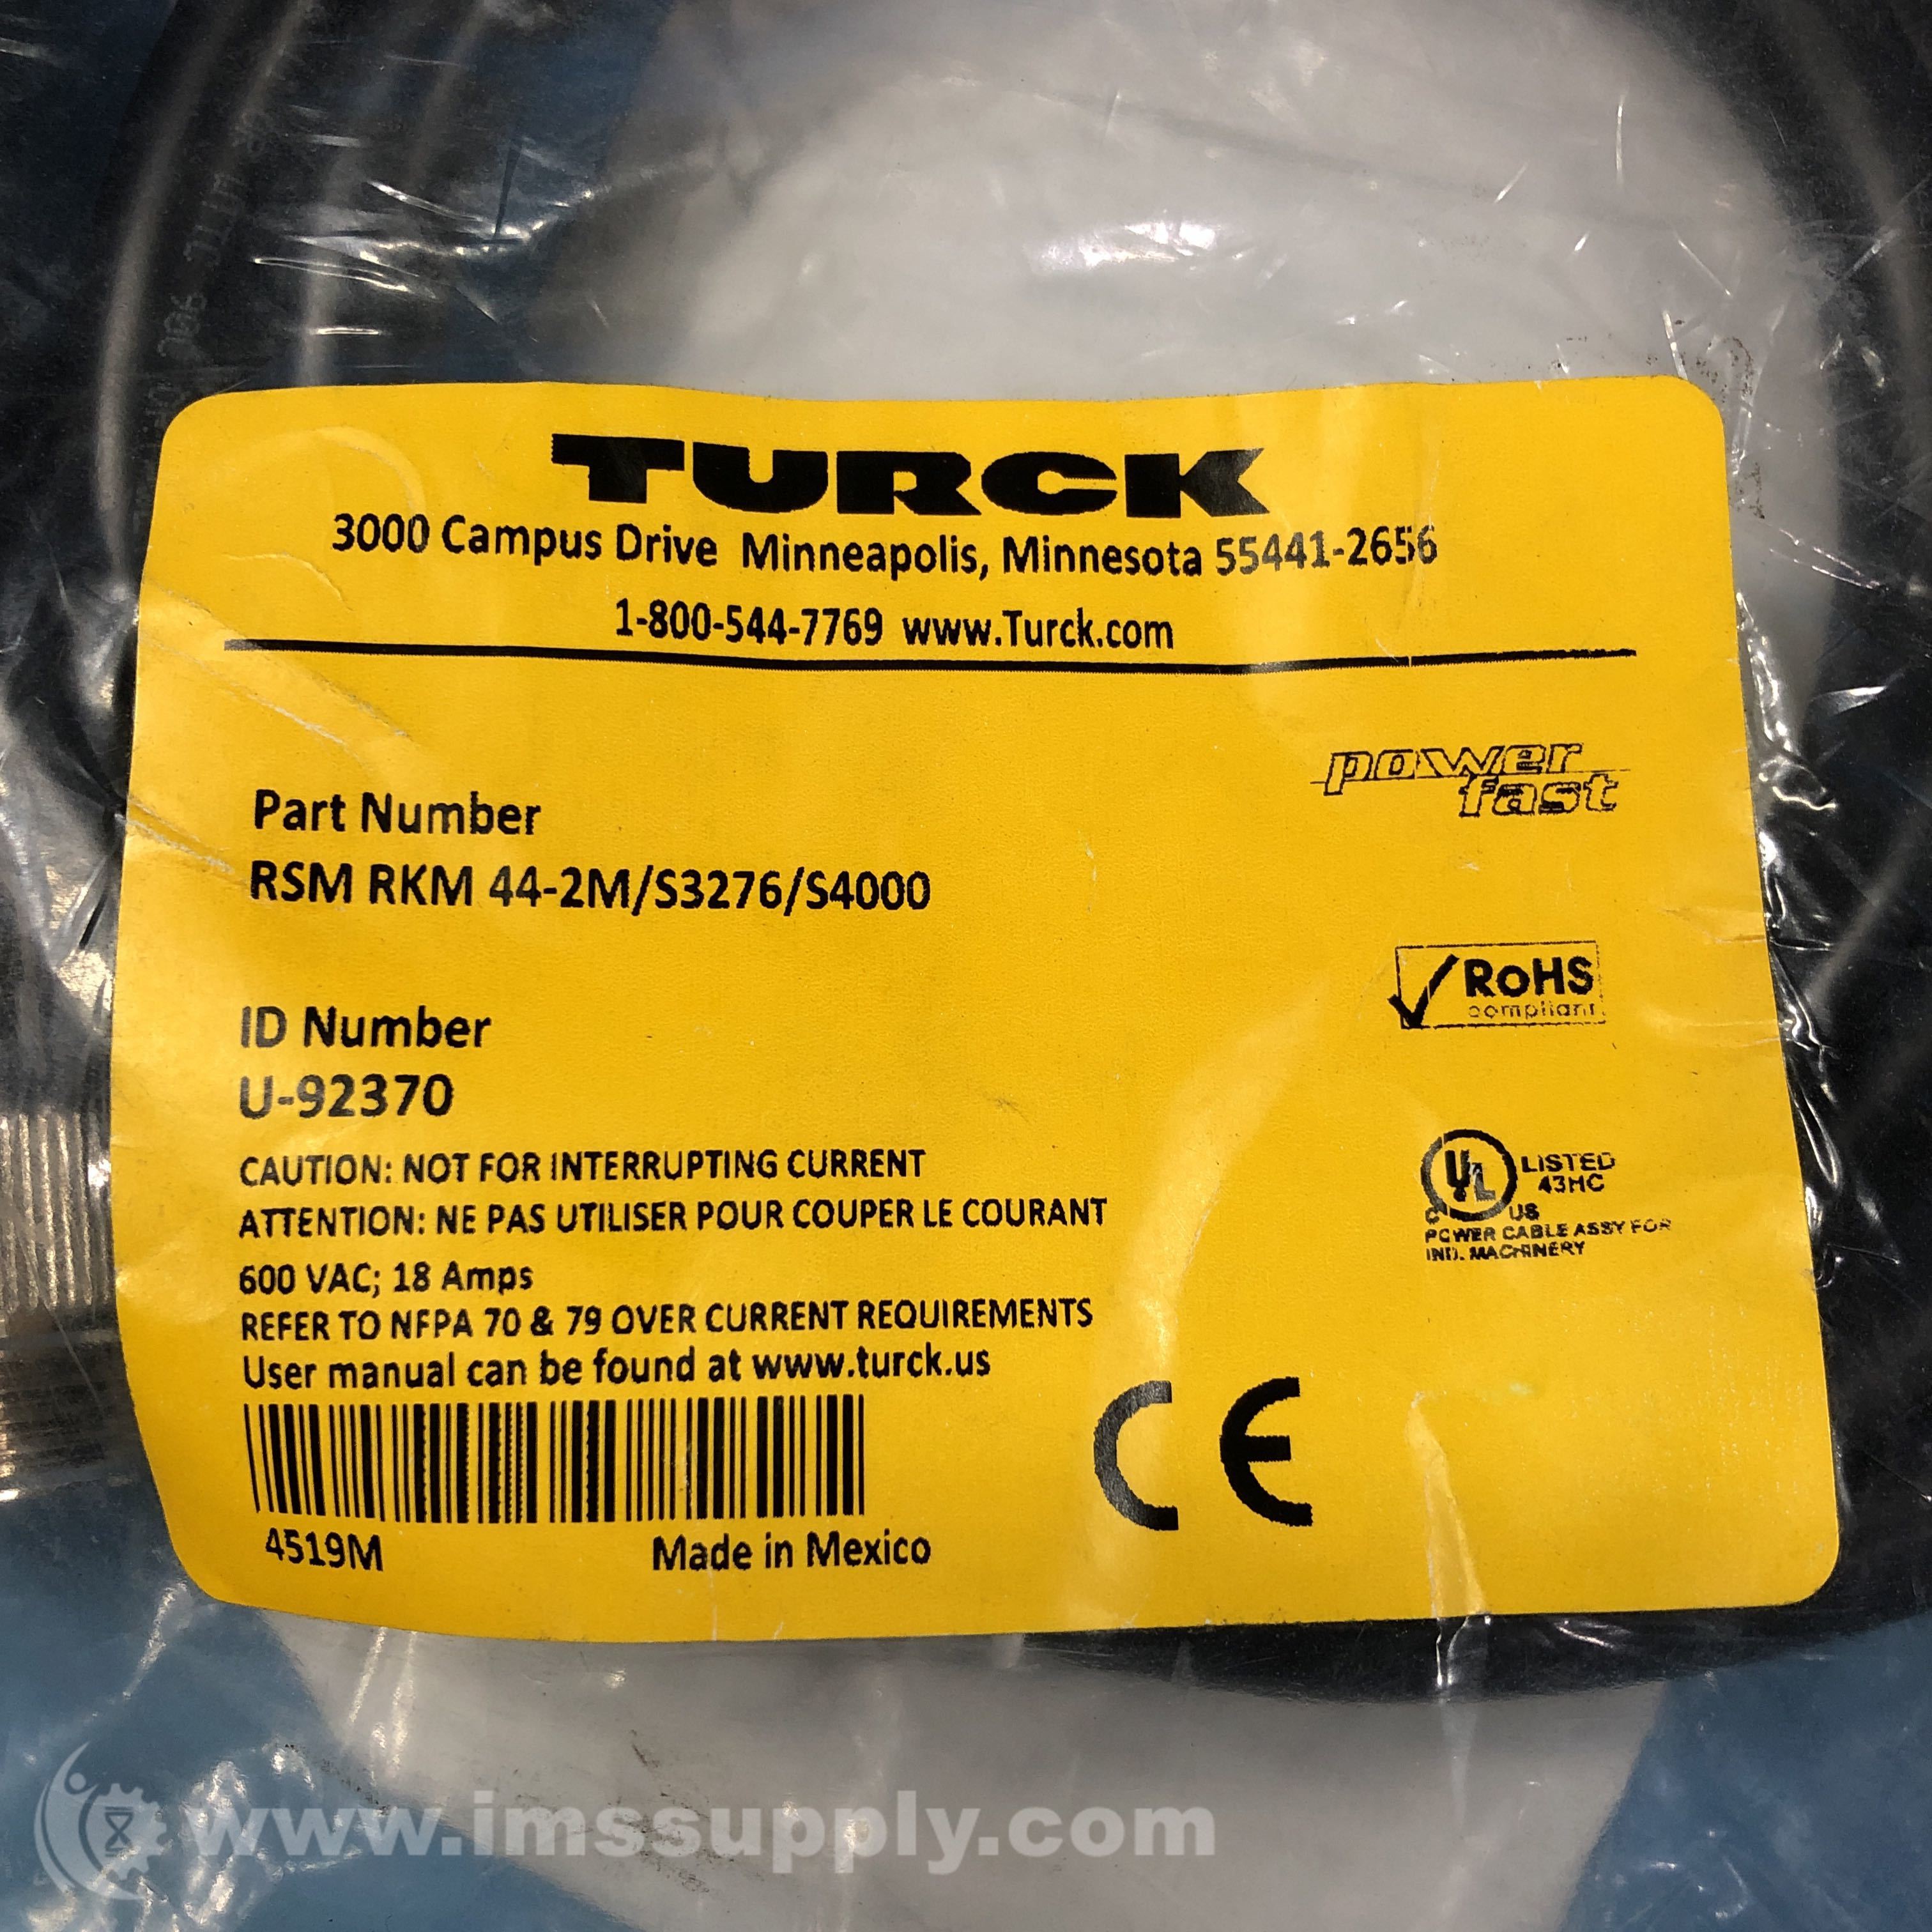 TURCK
3000 Campus Drive Minneapolis, Minnesota 55441-2656
1-800-544-7769 www.Turck.com
power
fast
Part Number
RSM RKM 44-2M/S3276/S4000
RoHS
compliant
ID Number
U-92370
CAUTION: NOT FOR INTERRUPTING CURRENT
ATTENTION: NE PAS UTILISER POUR COUPER LE COURANT
UL LISTED
43HC
C US
POWER CABLE ASSY FOR
IND. MACHINERY
600 VAC; 18 Amps
REFER TO NFPA 70 & 79 OVER CURRENT REQUIREMENTS
User manual can be found at www.turck.us
CE
4519M Made in Mexico
www.imssupply.com